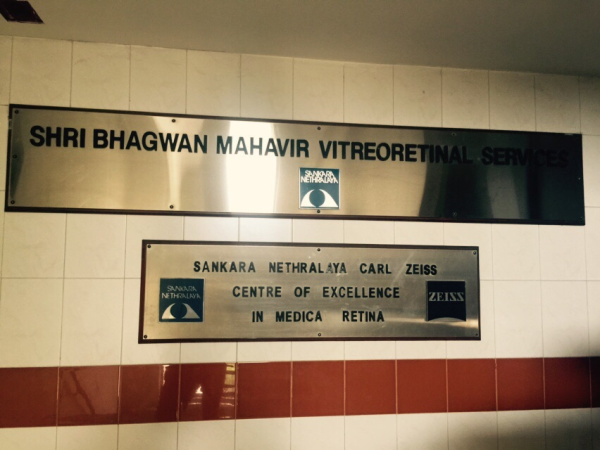 SHRI BHAGWAN MAHAVIR VITREORETINAL SERVICES
SANKARA
NETHRALAYA
SANKARA NETHRALAYA CARL ZEISS
CENTRE OF EXCELLENCE
IN MEDICA RETINA
SANKARA
NETHRALAYA
ZEISS